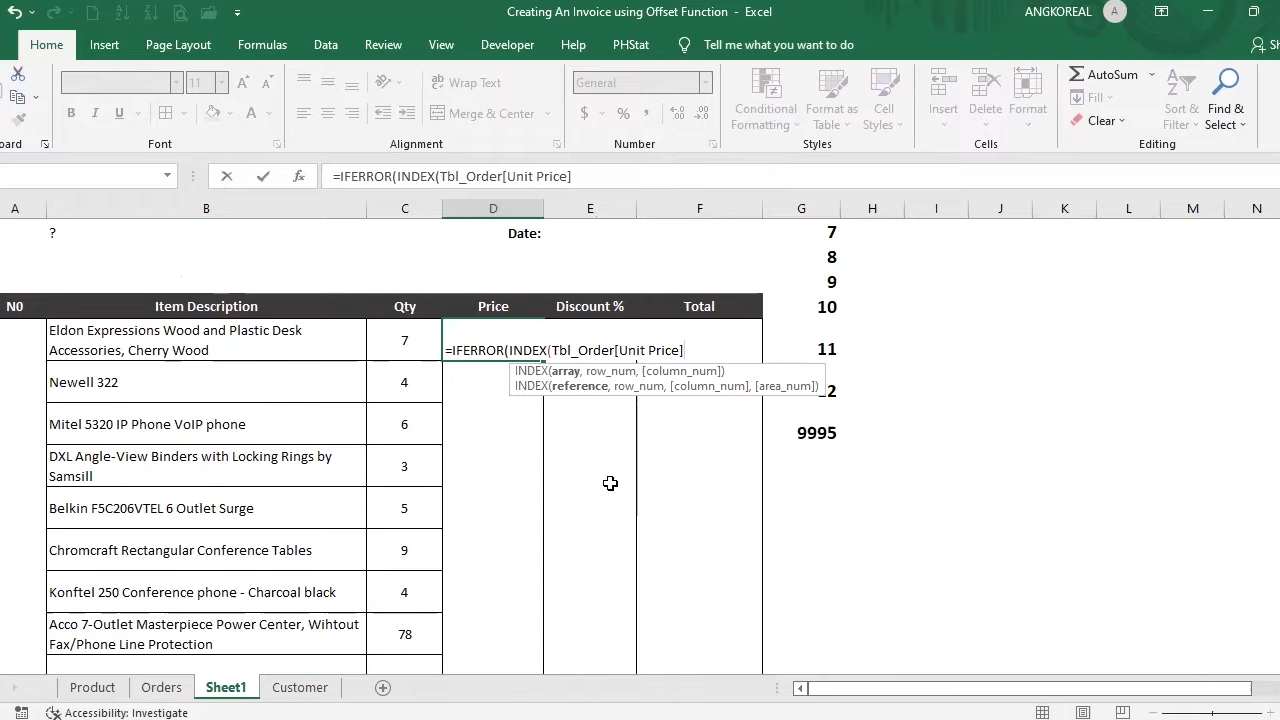 Creating An Invoice using Offset Function - Excel
ANGKOREAL
A
Home
Insert
Page Layout
Formulas
Data
Review
View
Developer
Help
PHStat
Tell me what you want to do
Sh
11
A
A
ab Wrap Text
General
AutoSum
Fill
Clear
B
I
U
A
Merge & Center
$
%
Conditional
Formatting
Format as
Table
Cell
Styles
Insert
Delete
Format
Sort &
Filter
Find &
Select
oard
Font
Alignment
Number
Styles
Cells
Editing
fx
=IFERROR(INDEX(Tbl_Order[Unit Price]
A
B
C
D
E
F
G
H
I
J
K
L
M
N
?
Date:
7
8
9
N0
Item Description
Qty
Price
Discount %
Total
10
Eldon Expressions Wood and Plastic Desk
Accessories, Cherry Wood
7
=IFERROR(INDEX(Tbl_Order[Unit Price]
11
INDEX(array, row_num, [column_num])
INDEX(reference, row_num, [column_num], [area_num])
Newell 322
4
2
Mitel 5320 IP Phone VoIP phone
6
9995
DXL Angle-View Binders with Locking Rings by
Samsill
3
Belkin F5C206VTEL 6 Outlet Surge
5
Chromcraft Rectangular Conference Tables
9
Konftel 250 Conference phone - Charcoal black
4
Acco 7-Outlet Masterpiece Power Center, Wihtout
Fax/Phone Line Protection
78
Product
Orders
Sheet1
Customer
Accessibility: Investigate